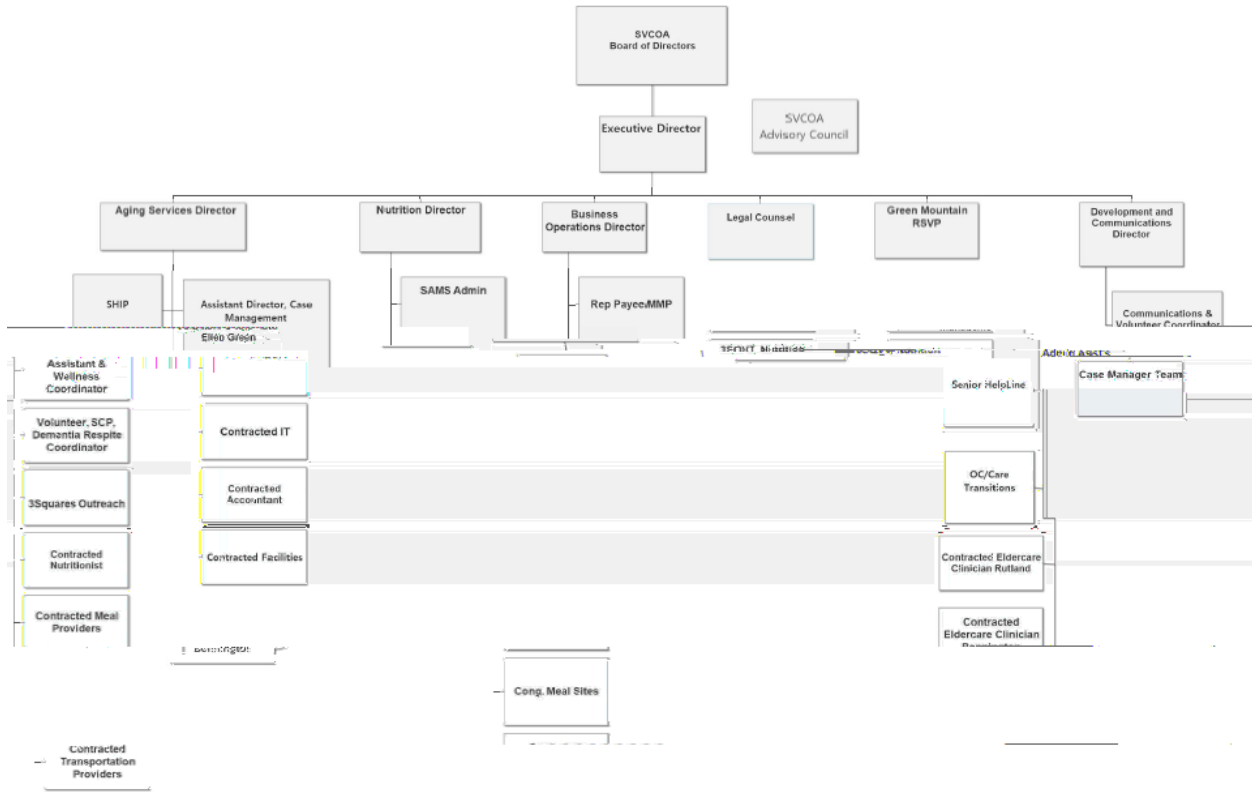 SVCOA
Board of Directors
Executive Director
SVCOA
Advisory Council
Aging Services Director
Nutrition Director
Business
Operations Director
Legal Counsel
Green Mountain
RSVP
Development and
Communications
Director
SHIP
Assistant Director, Case
Management
Ellen Green
SAMS Admin
Rep Payee/MMP
Communications &
Volunteer Coordinator
Assistant &
Wellness
Coordinator
Senior HelpLine
Case Manager Team
Volunteer, SCP,
Dementia Respite
Coordinator
Contracted IT
3Squares Outreach
Contracted
Accountant
OC/Care
Transitions
Contracted
Nutritionist
Contracted Facilities
Contracted Eldercare
Clinician Rutland
Contracted Meal
Providers
Contracted
Eldercare Clinician
Cong. Meal Sites
Contracted
Transportation
Providers